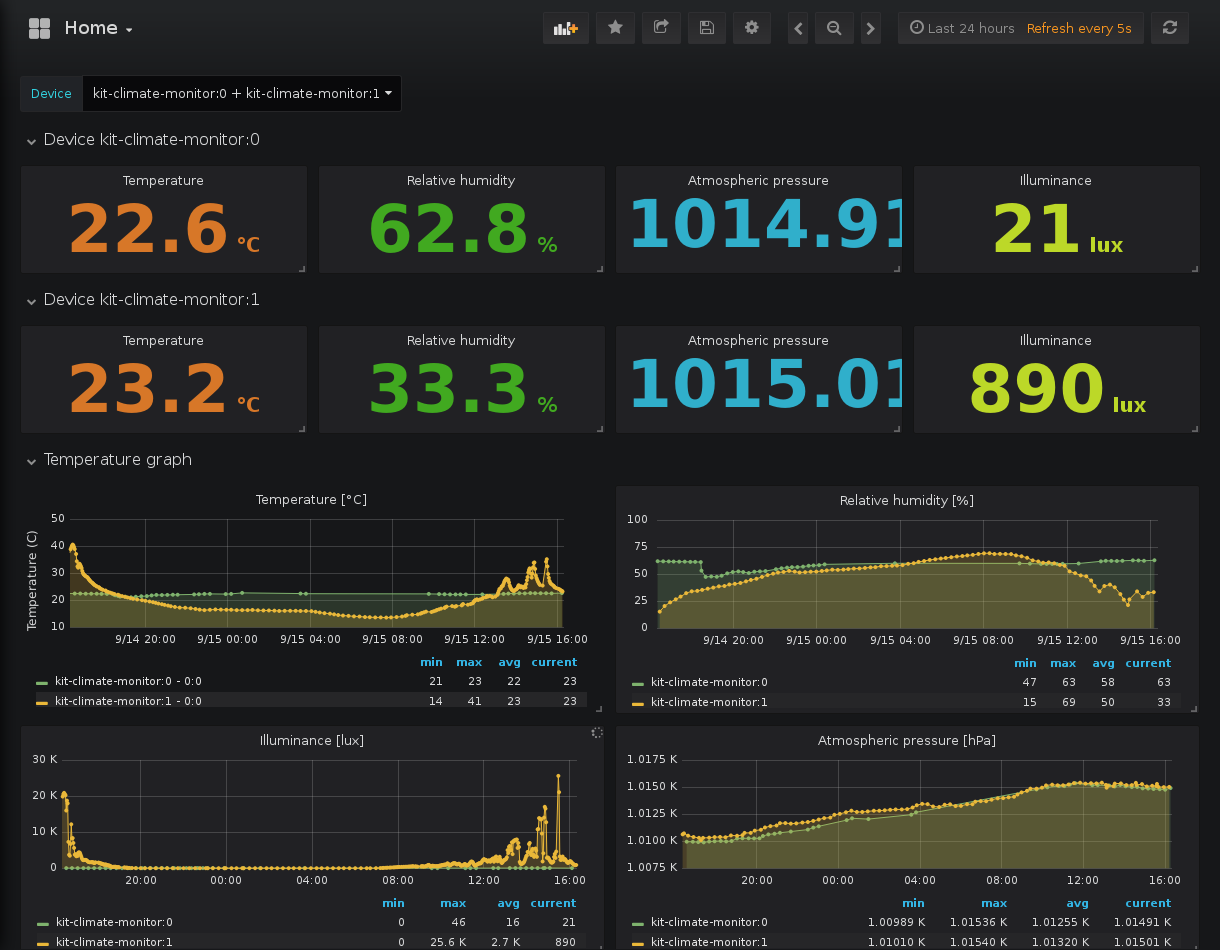 Home
Last 24 hours Refresh every 5s
Device kit-climate-monitor:0 + kit-climate-monitor:1
Device kit-climate-monitor:0
Temperature Relative humidity Atmospheric pressure Illuminance
22.6 °C 62.8 % 1014.91 21 lux
Device kit-climate-monitor:1
Temperature Relative humidity Atmospheric pressure Illuminance
23.2 °C 33.3 % 1015.01 890 lux
Temperature graph
Temperature [°C]
Temperature (C)
50
40
30
20
10
9/14 20:00 9/15 00:00 9/15 04:00 9/15 08:00 9/15 12:00 9/15 16:00
min max avg current
kit-climate-monitor:0 - 0:0 21 23 22 23
kit-climate-monitor:1 - 0:0 14 41 23 23
Relative humidity [%]
100
75
50
25
0
9/14 20:00 9/15 00:00 9/15 04:00 9/15 08:00 9/15 12:00 9/15 16:00
min max avg current
kit-climate-monitor:0 47 63 58 63
kit-climate-monitor:1 15 69 50 33
Illuminance [lux]
30 K
20 K
10 K
0
20:00 00:00 04:00 08:00 12:00 16:00
min max avg current
kit-climate-monitor:0 0 46 16 21
kit-climate-monitor:1 0 25.6 K 2.7 K 890
Atmospheric pressure [hPa]
1.0175 K
1.0150 K
1.0125 K
1.0100 K
1.0075 K
20:00 00:00 04:00 08:00 12:00 16:00
min max avg current
kit-climate-monitor:0 1.00989 K 1.01536 K 1.01255 K 1.01491 K
kit-climate-monitor:1 1.01010 K 1.01540 K 1.01320 K 1.01501 K